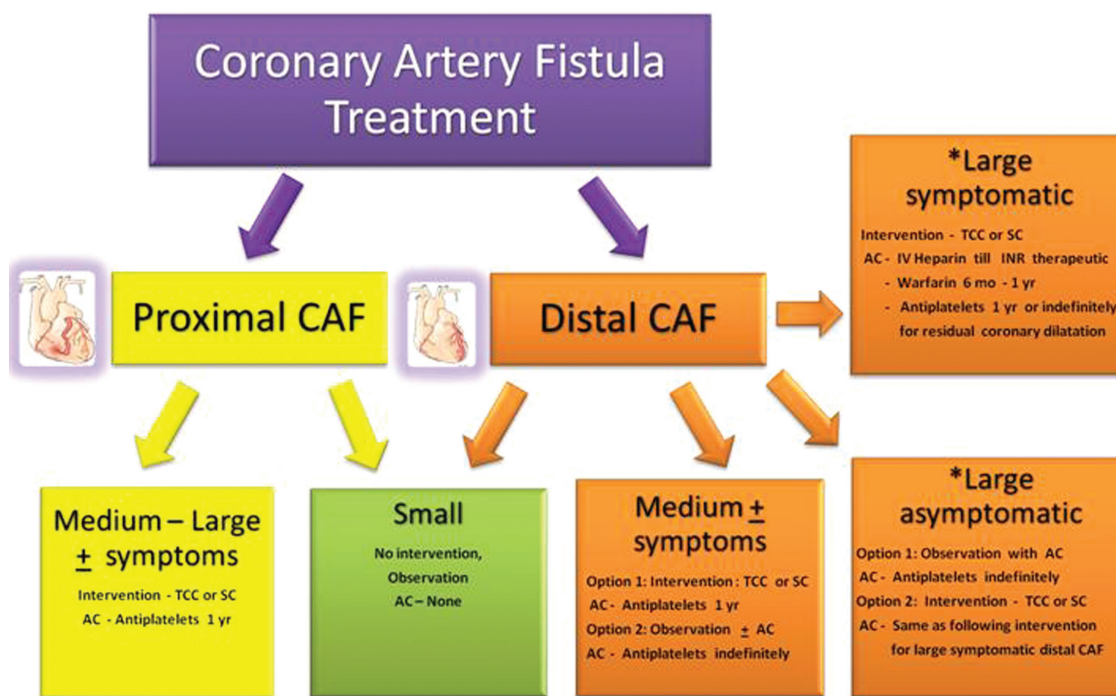 Coronary Artery Fistula
Treatment
Proximal CAF
Distal CAF
*Large
symptomatic
Intervention - TCC or SC
AC - IV Heparin till INR therapeutic
- Warfarin 6 mo - 1 yr
- Antiplatelets 1 yr or indefinitely
for residual coronary dilatation
Medium – Large
± symptoms
Intervention - TCC or SC
AC - Antiplatelets 1 yr
Small
No intervention,
Observation
AC – None
Medium ±
symptoms
Option 1: Intervention : TCC or SC
AC - Antiplatelets 1 yr
Option 2: Observation ± AC
AC - Antiplatelets indefinitely
*Large
asymptomatic
Option 1: Observation with AC
AC - Antiplatelets indefinitely
Option 2: Intervention - TCC or SC
AC - Same as following intervention
for large symptomatic distal CAF